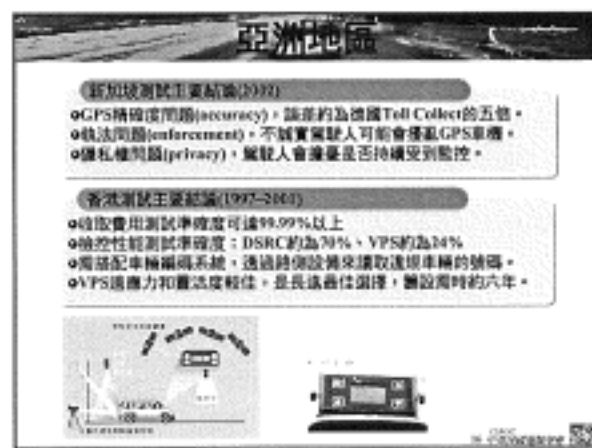 亞洲地區
新加坡測試主要結論(2002)
GPS精確度問題(accuracy)，誤差約為德國Toll Collect的五倍。
執法問題(enforcement)，不誠實駕駛人可能會擾亂GPS車機。
隱私權問題(privacy)，駕駛人會擔憂是否持續受到監控。
香港測試主要結論(1997~2001)
收取費用測試準確度可達99.99%以上
檢控性能測試準確度：DSRC約為70%、VPS約為24%
需搭配車輛編碼系統，透過路側設備來讀取違規車輛的號碼。
VPS適應力和靈活度較佳，是長遠最佳選擇，籌設需時約六年。